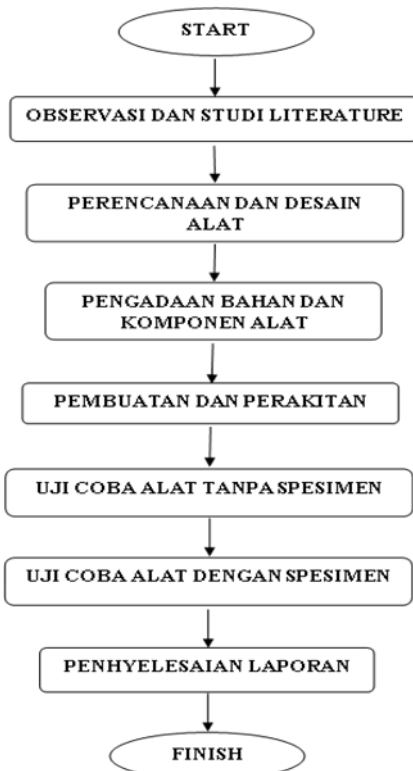 START
OBSERVASI DAN STUDI LITERATURE
PERENCANAAN DAN DESAIN
ALAT
PENGADAAN BAHAN DAN
KOMPONEN ALAT
PEMBUATAN DAN PERAKITAN
UJI COBA ALAT TANPA SPESIMEN
UJI COBA ALAT DENGAN SPESIMEN
PENHYELESAIAN LAPORAN
FINISH